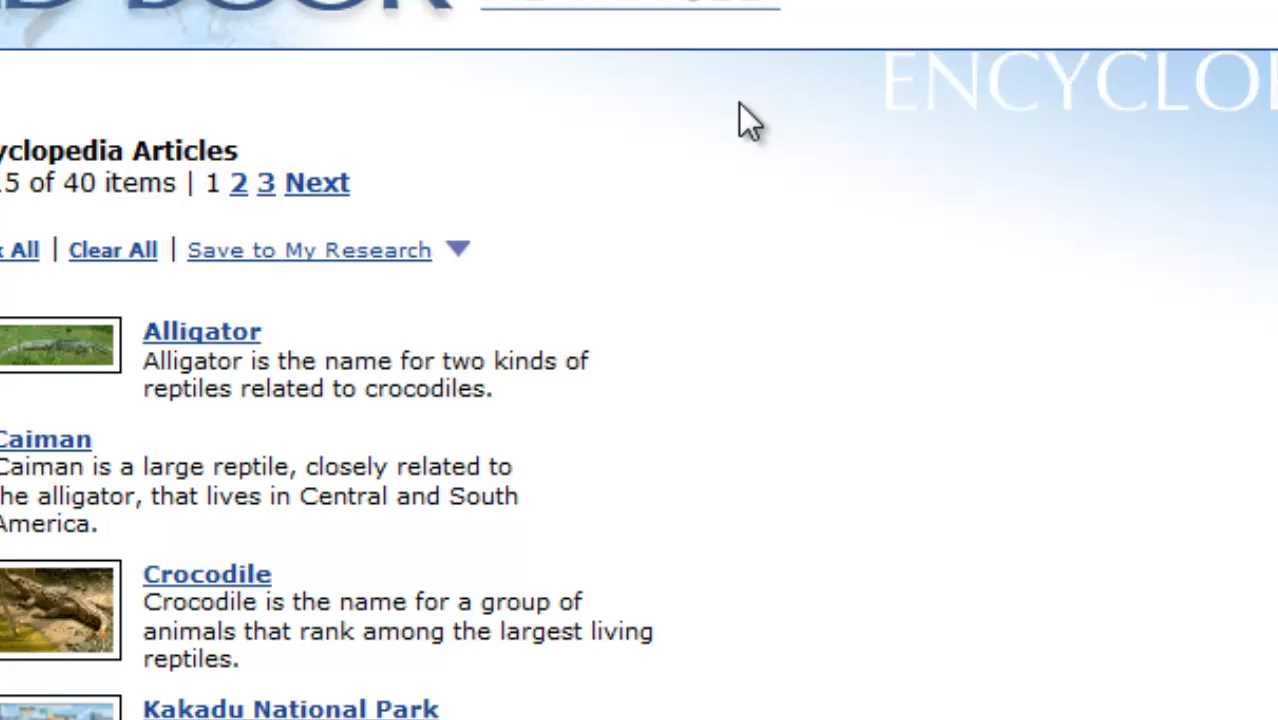 BOOK
ENCYCLO
yclopedia Articles
15 of 40 items | 1 2 3 Next
k All | Clear All | Save to My Research
Alligator
Alligator is the name for two kinds of
reptiles related to crocodiles.
Caiman
Caiman is a large reptile, closely related to
he alligator, that lives in Central and South
America.
Crocodile
Crocodile is the name for a group of
animals that rank among the largest living
reptiles.
Kakadu National Park